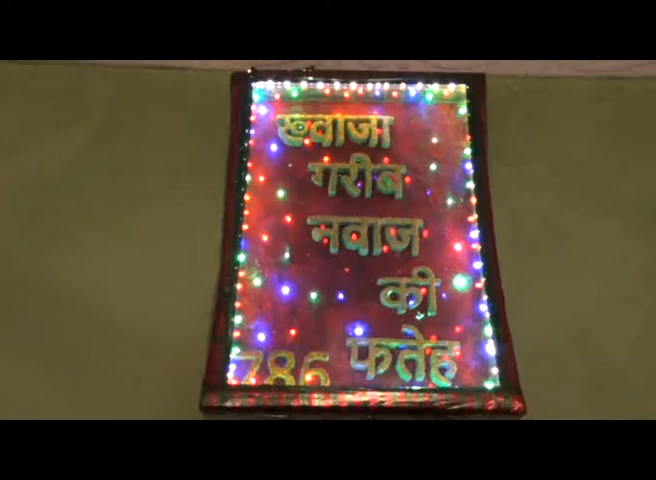 ख्वाजा
गरीब
नवाज
की
फतेह
786